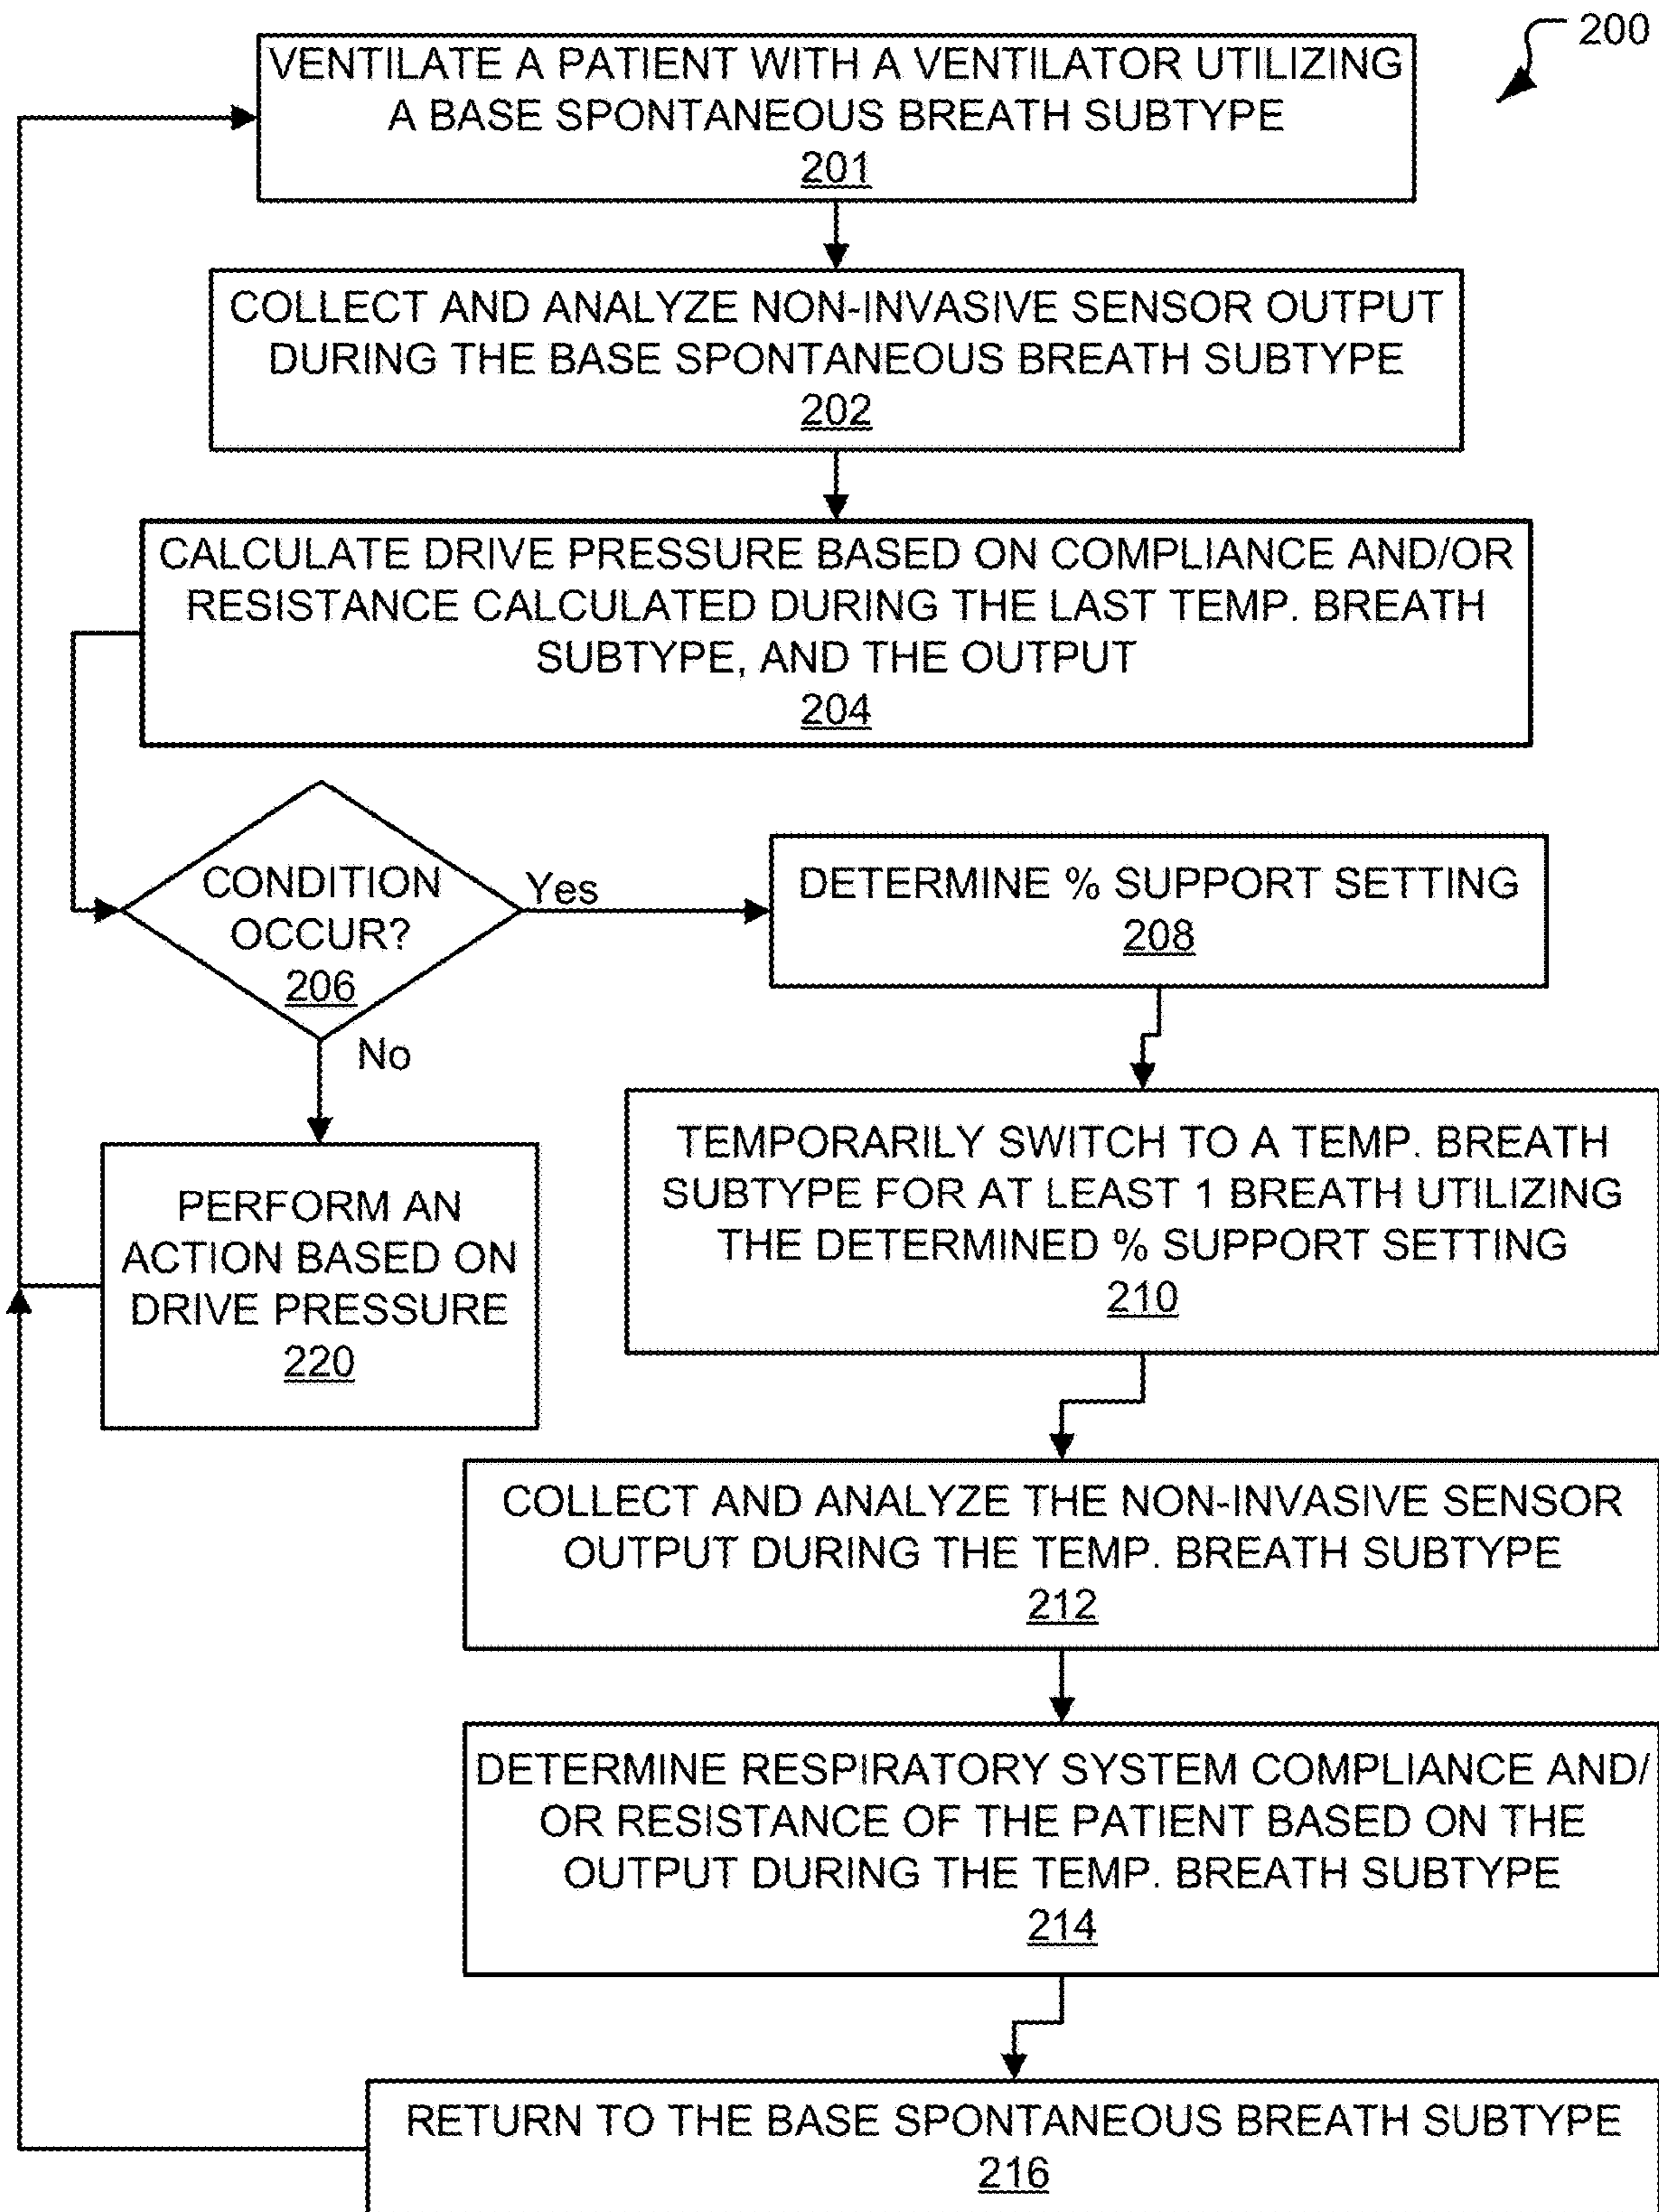 200
VENTILATE A PATIENT WITH A VENTILATOR UTILIZING
A BASE SPONTANEOUS BREATH SUBTYPE
201
COLLECT AND ANALYZE NON-INVASIVE SENSOR OUTPUT
DURING THE BASE SPONTANEOUS BREATH SUBTYPE
202
CALCULATE DRIVE PRESSURE BASED ON COMPLIANCE AND/OR
RESISTANCE CALCULATED DURING THE LAST TEMP. BREATH
SUBTYPE, AND THE OUTPUT
204
CONDITION
OCCUR?
206
Yes
No
DETERMINE % SUPPORT SETTING
208
PERFORM AN
ACTION BASED ON
DRIVE PRESSURE
220
TEMPORARILY SWITCH TO A TEMP. BREATH
SUBTYPE FOR AT LEAST 1 BREATH UTILIZING
THE DETERMINED % SUPPORT SETTING
210
COLLECT AND ANALYZE THE NON-INVASIVE SENSOR
OUTPUT DURING THE TEMP. BREATH SUBTYPE
212
DETERMINE RESPIRATORY SYSTEM COMPLIANCE AND/
OR RESISTANCE OF THE PATIENT BASED ON THE
OUTPUT DURING THE TEMP. BREATH SUBTYPE
214
RETURN TO THE BASE SPONTANEOUS BREATH SUBTYPE
216